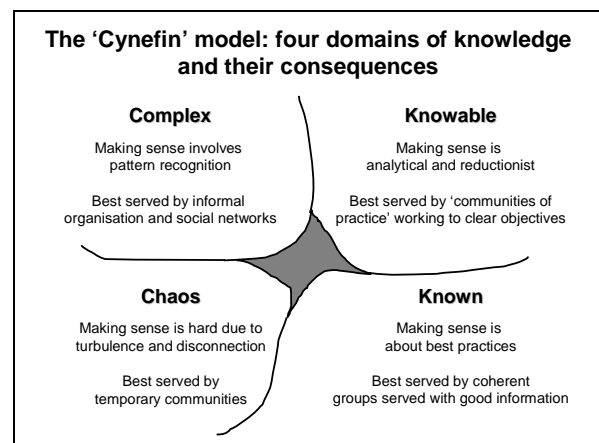 The ‘Cynefin’ model: four domains of knowledge
and their consequences
Complex
Making sense involves
pattern recognition
Best served by informal
organisation and social networks
Knowable
Making sense is
analytical and reductionist
Best served by ‘communities of
practice’ working to clear objectives
Chaos
Making sense is hard due to
turbulence and disconnection
Best served by
temporary communities
Known
Making sense is
about best practices
Best served by coherent
groups served with good information